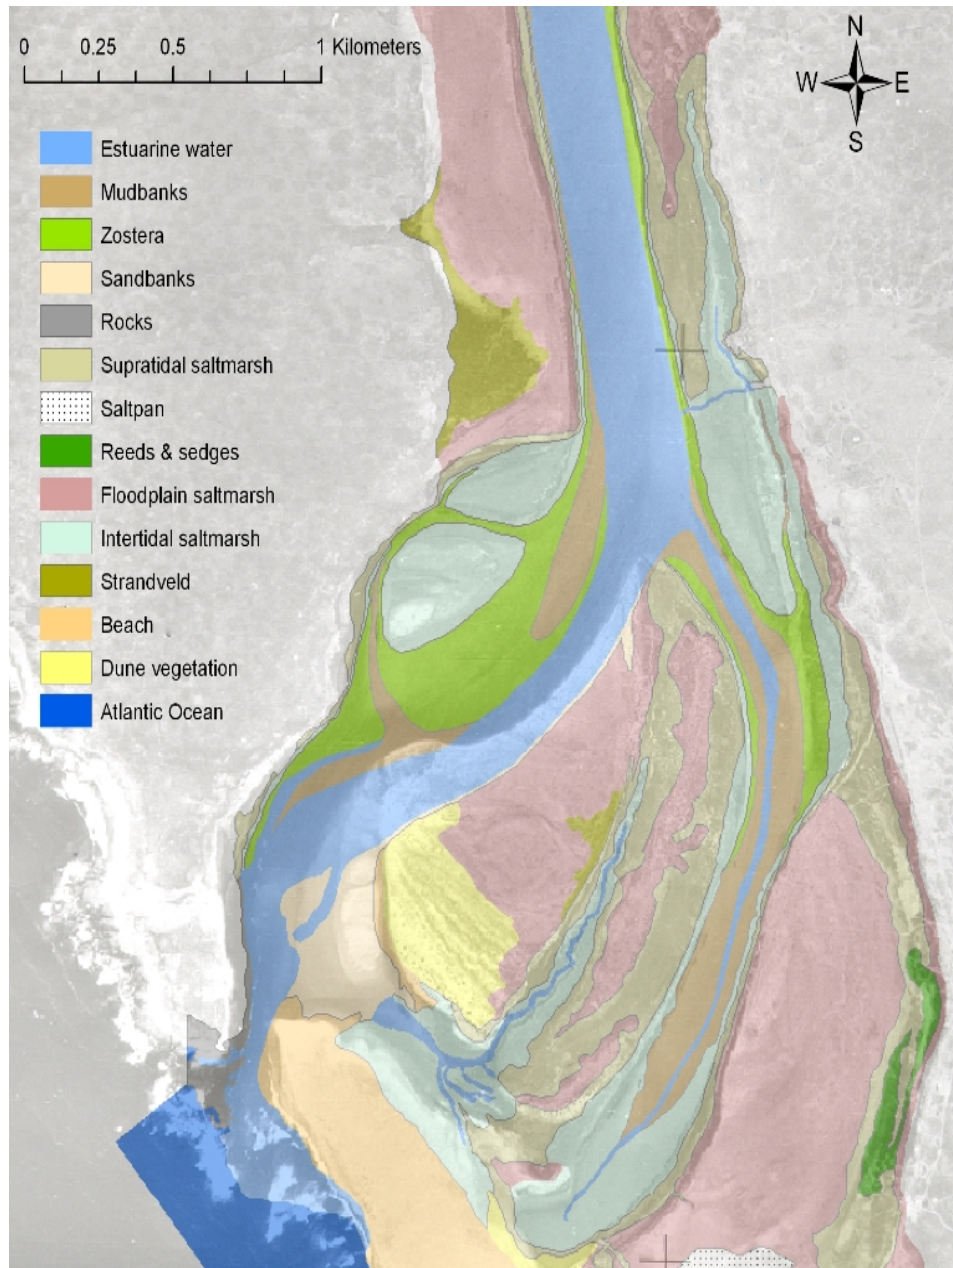 0 0.25 0.5 1 Kilometers
N
W E
S
Estuarine water
Mudbanks
Zostera
Sandbanks
Rocks
Supratidal saltmarsh
Saltpan
Reeds & sedges
Floodplain saltmarsh
Intertidal saltmarsh
Strandveld
Beach
Dune vegetation
Atlantic Ocean